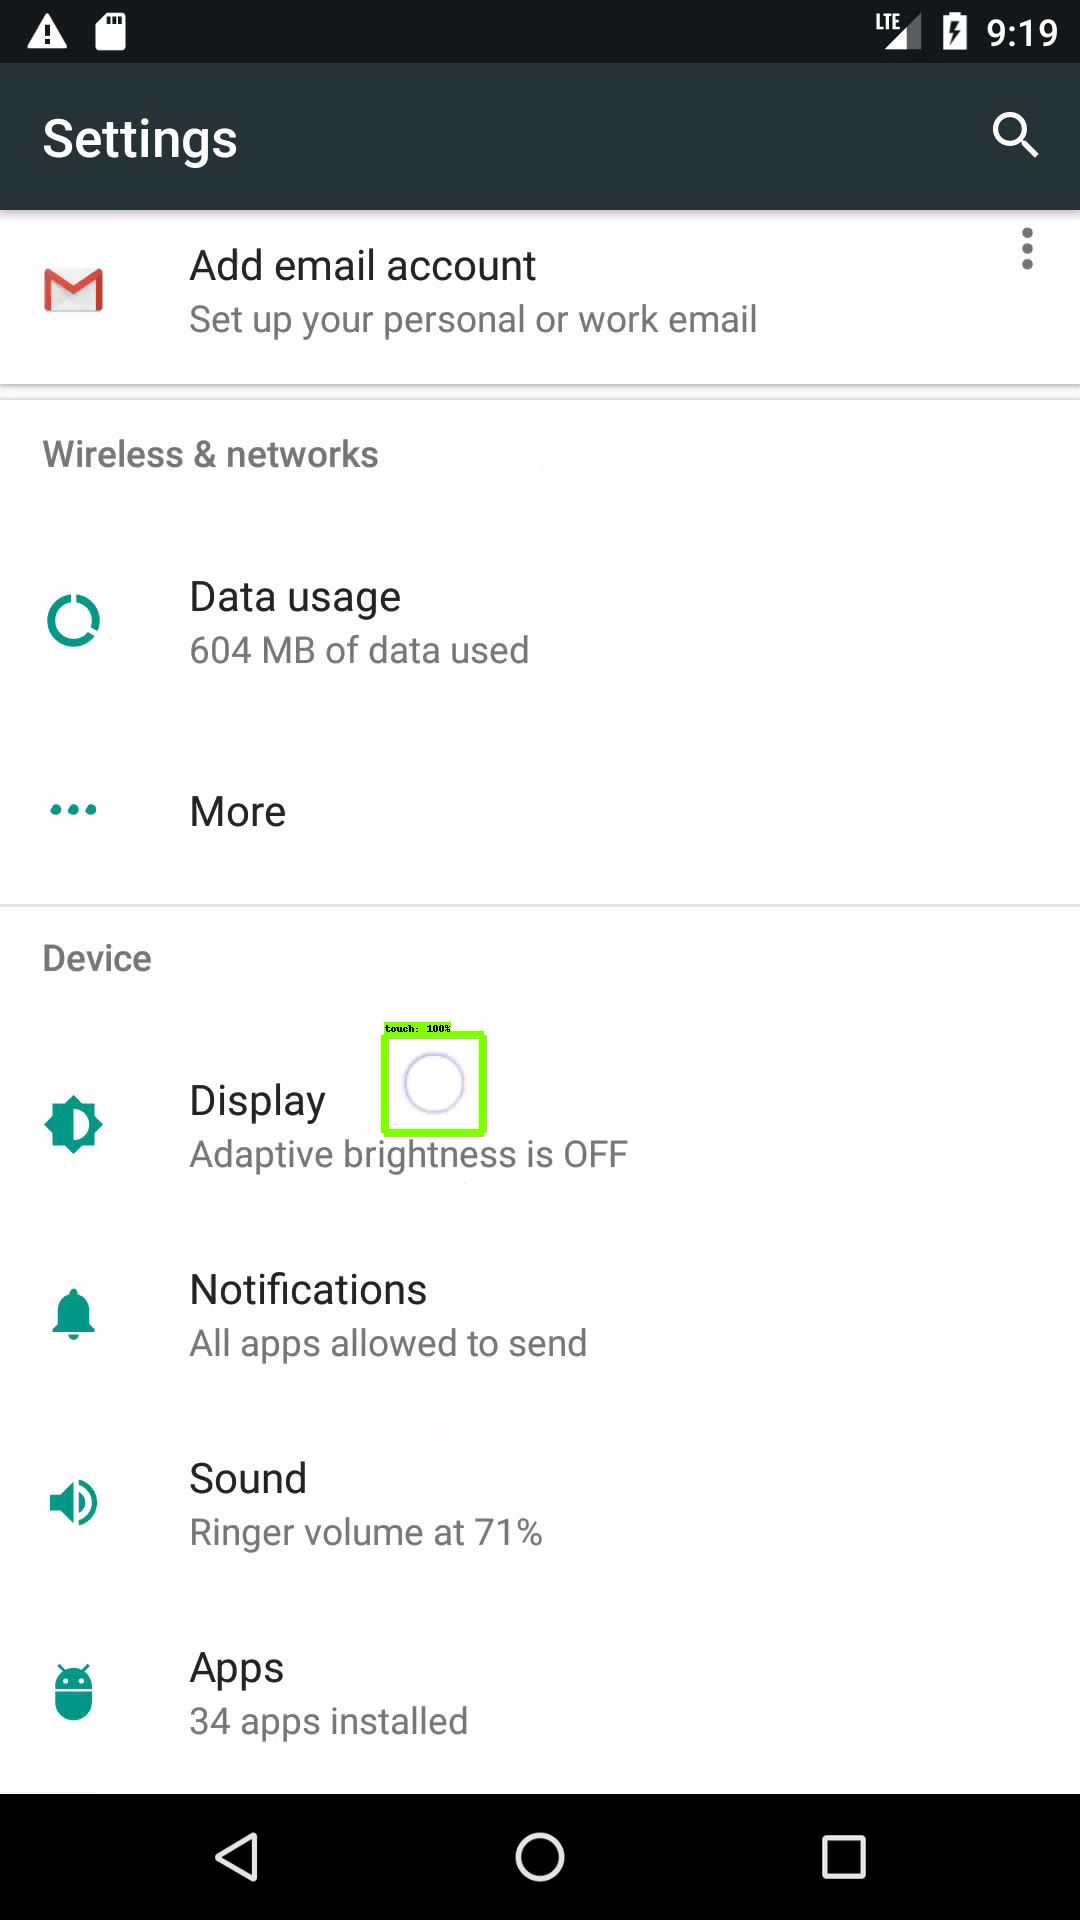 LTE 9:19
Settings
Add email account
Set up your personal or work email
Wireless & networks
Data usage
604 MB of data used
More
Device
touch: 100%
Display
Adaptive brightness is OFF
Notifications
All apps allowed to send
Sound
Ringer volume at 71%
Apps
34 apps installed